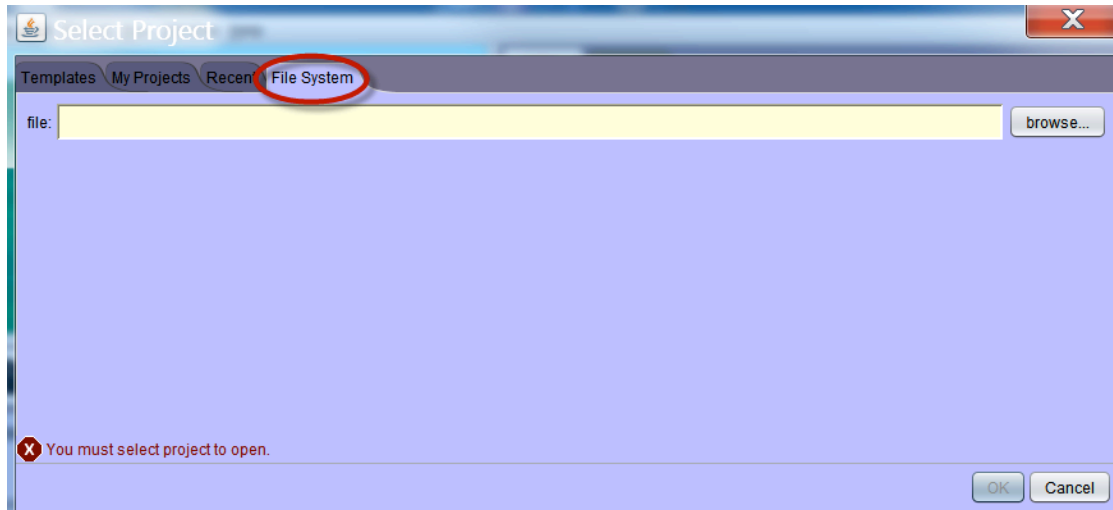 Select Project
Templates My Projects Recent File System
file: browse...
You must select project to open.
OK Cancel